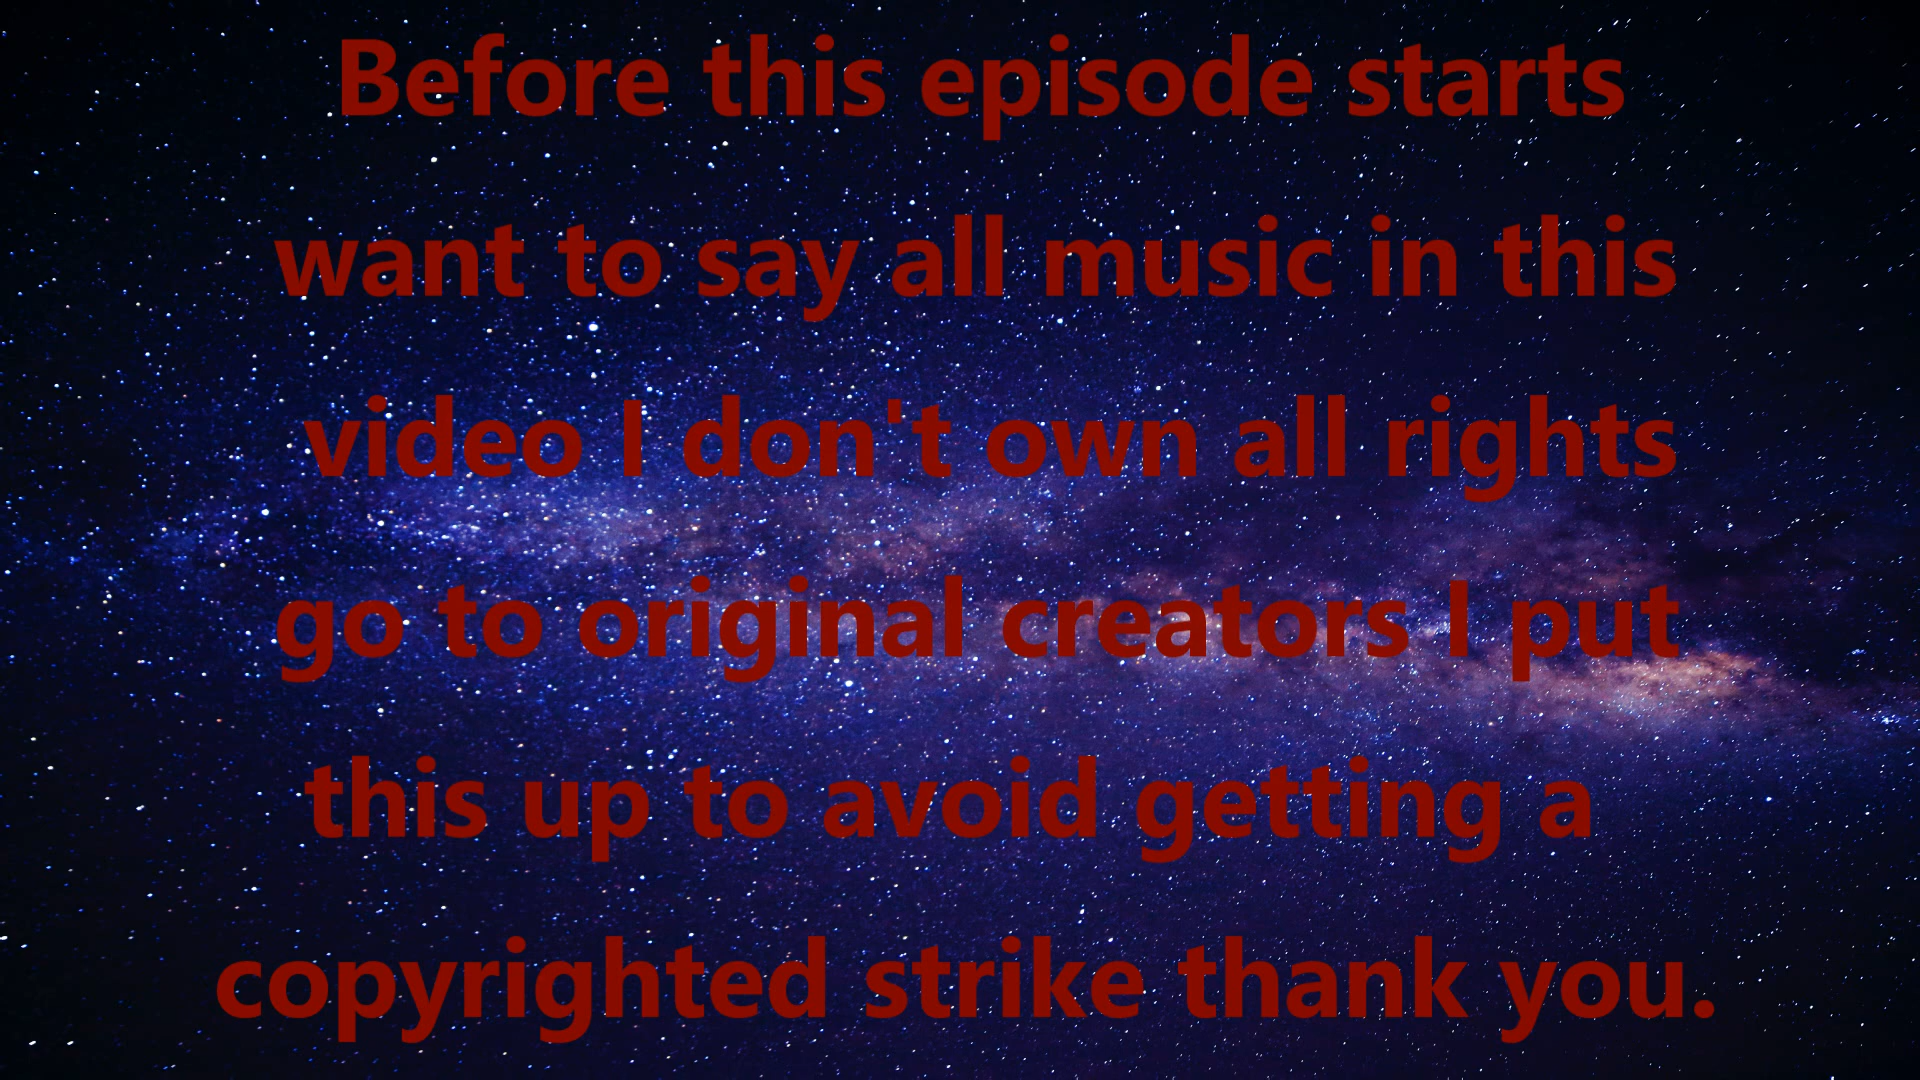 Before this episode starts
want to say all music in this
video I don't own all rights
go to original creators I put
this up to avoid getting a
copyrighted strike thank you.